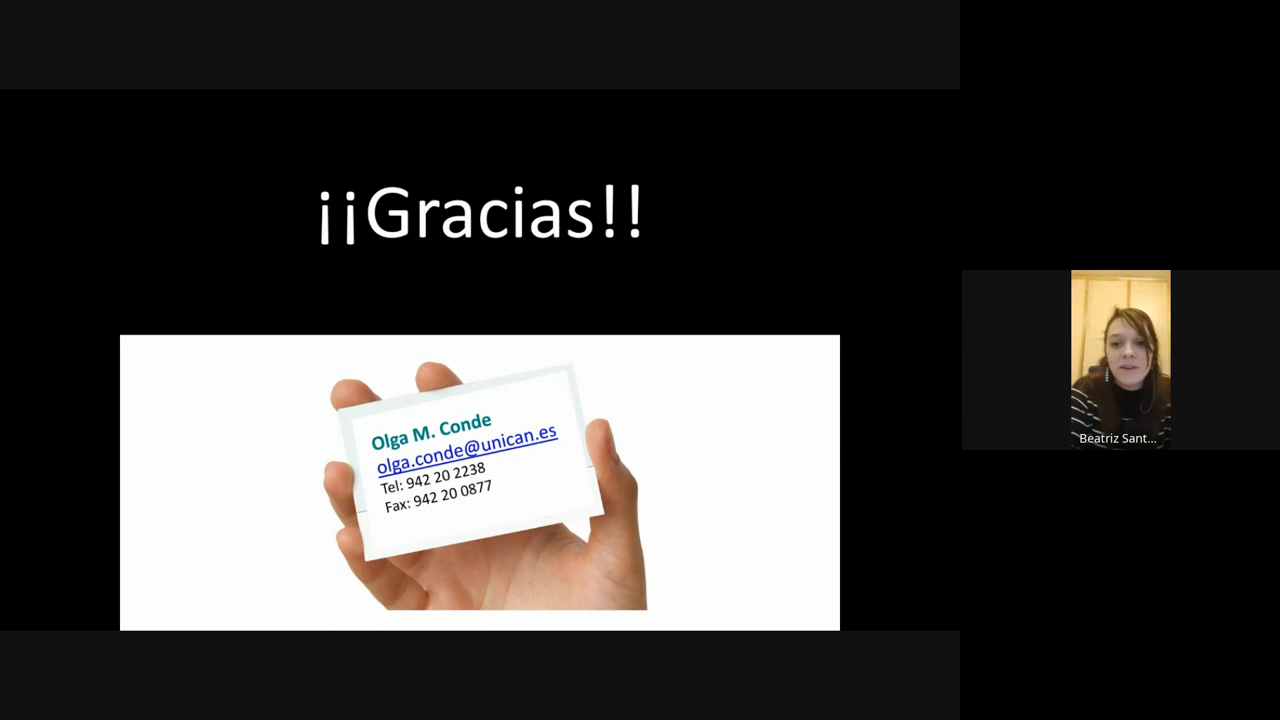 ¡¡Gracias!!
Olga M. Conde
olga.conde@unican.es
Tel: 942 20 2238
Fax: 942 20 0877
Beatriz Sant...